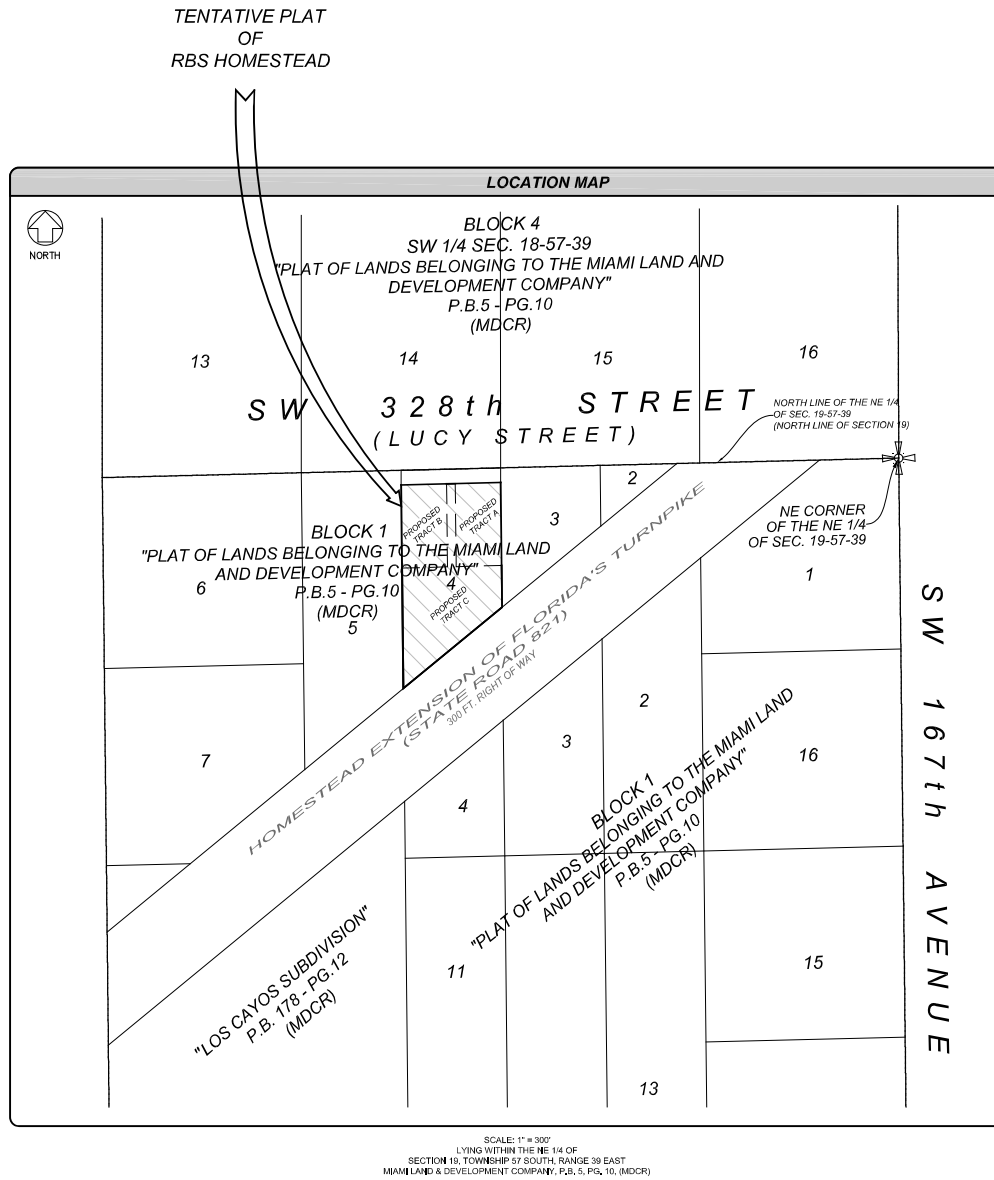 TENTATIVE PLAT
OF
RBS HOMESTEAD
LOCATION MAP
NORTH
BLOCK 4
SW 1/4 SEC. 18-57-39
"PLAT OF LANDS BELONGING TO THE MIAMI LAND AND
DEVELOPMENT COMPANY"
P.B.5 - PG.10
(MDCR)
13
14
15
16
SW 328th STREET
(LUCY STREET)
NORTH LINE OF THE NE 1/4
OF SEC. 19-57-39
(NORTH LINE OF SECTION 19)
NE CORNER
OF THE NE 1/4
OF SEC. 19-57-39
2
3
PROPOSED
TRACT B
PROPOSED
TRACT A
BLOCK 1
"PLAT OF LANDS BELONGING TO THE MIAMI LAND
AND DEVELOPMENT COMPANY"
P.B.5 - PG.10
(MDCR)
6
5
4
PROPOSED
TRACT C
1
HOMESTEAD EXTENSION OF FLORIDA'S TURNPIKE
(STATE ROAD 821)
300 FT. RIGHT OF WAY
SW 167th AVENUE
7
2
3
4
16
BLOCK 1
"PLAT OF LANDS BELONGING TO THE MIAMI LAND
AND DEVELOPMENT COMPANY"
P.B.5 - PG.10
(MDCR)
"LOS CAYOS SUBDIVISION"
P.B. 178 - PG.12
(MDCR)
11
15
13
SCALE: 1" = 300'
LYING WITHIN THE NE 1/4 OF
SECTION 19, TOWNSHIP 57 SOUTH, RANGE 39 EAST
MIAMI LAND & DEVELOPMENT COMPANY, P.B, 5, PG, 10, (MDCR)